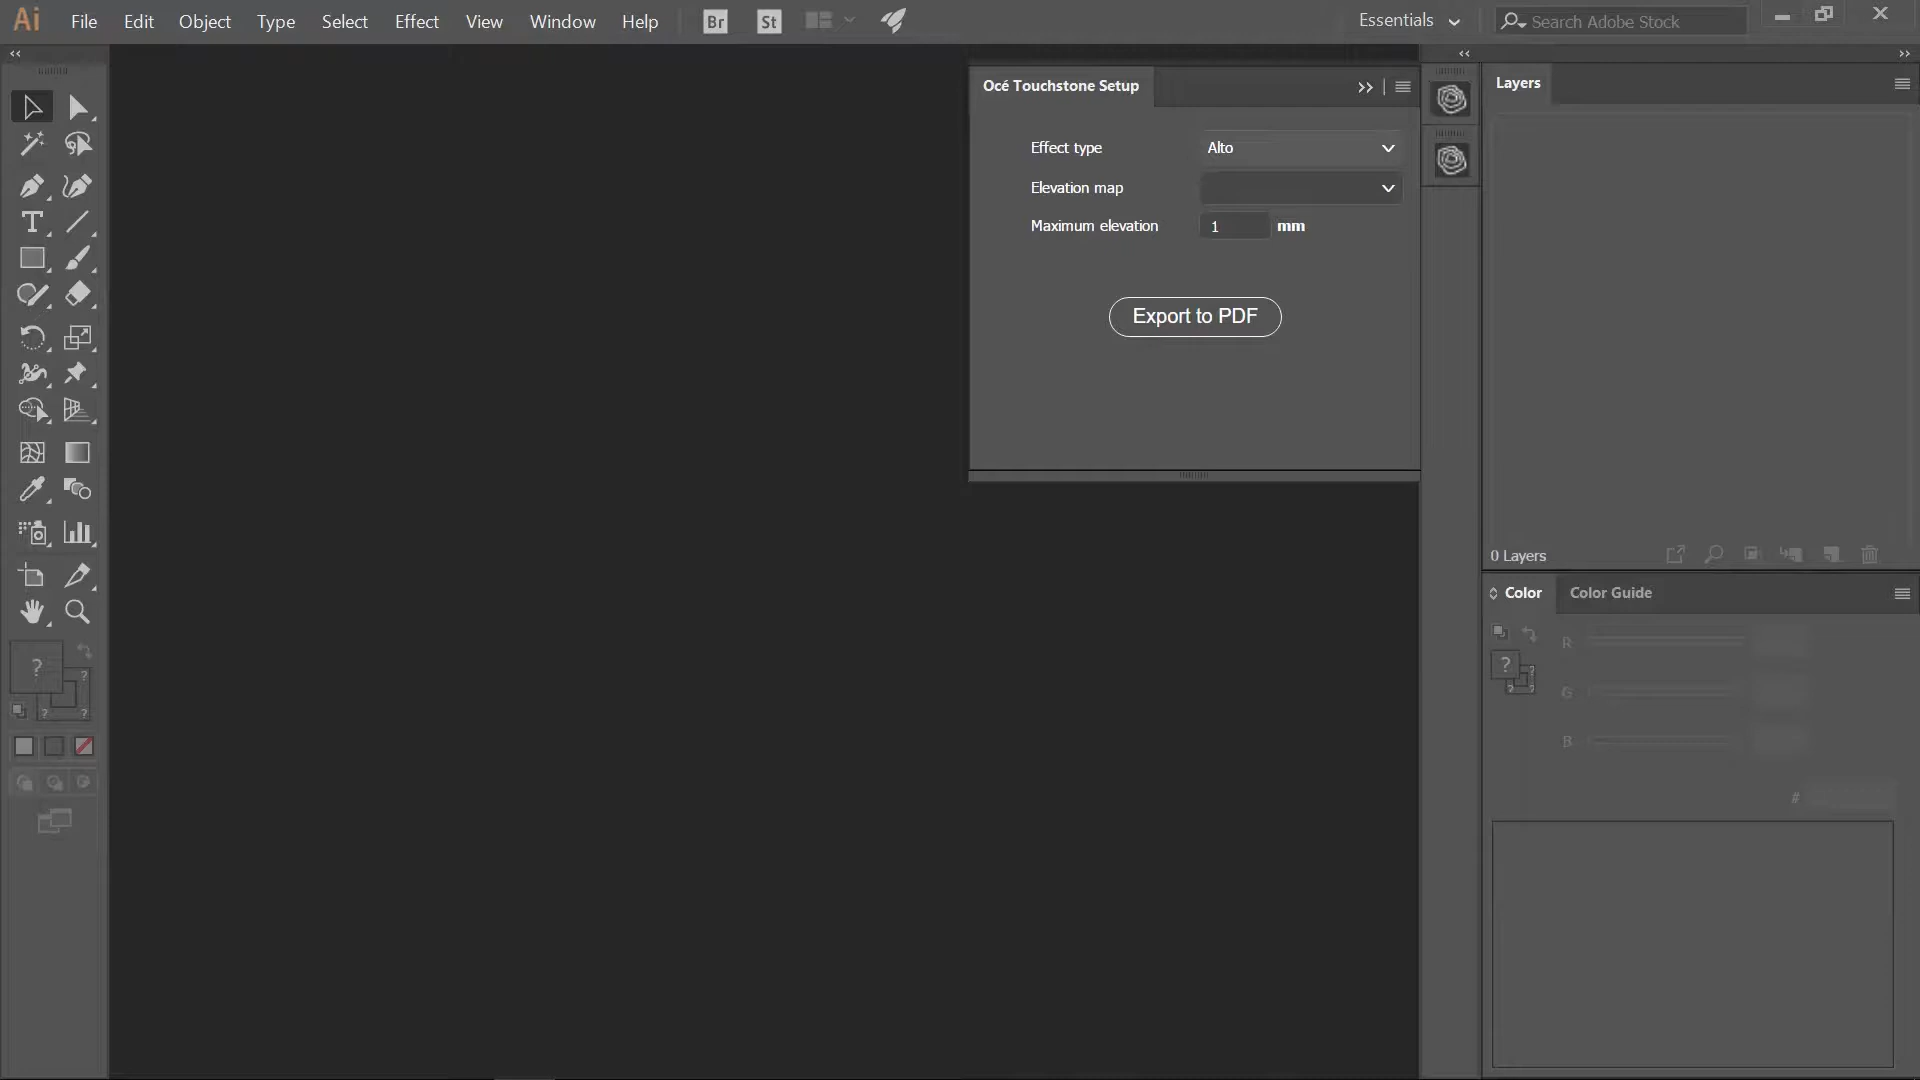 Ai File Edit Object Type Select Effect View Window Help Br St Essentials Search Adobe Stock
Océ Touchstone Setup
Effect type Alto
Elevation map
Maximum elevation 1 mm
Export to PDF
Layers
0 Layers
Color Color Guide
R
G
B
#
T
?
?
?
?
?
?
?
?